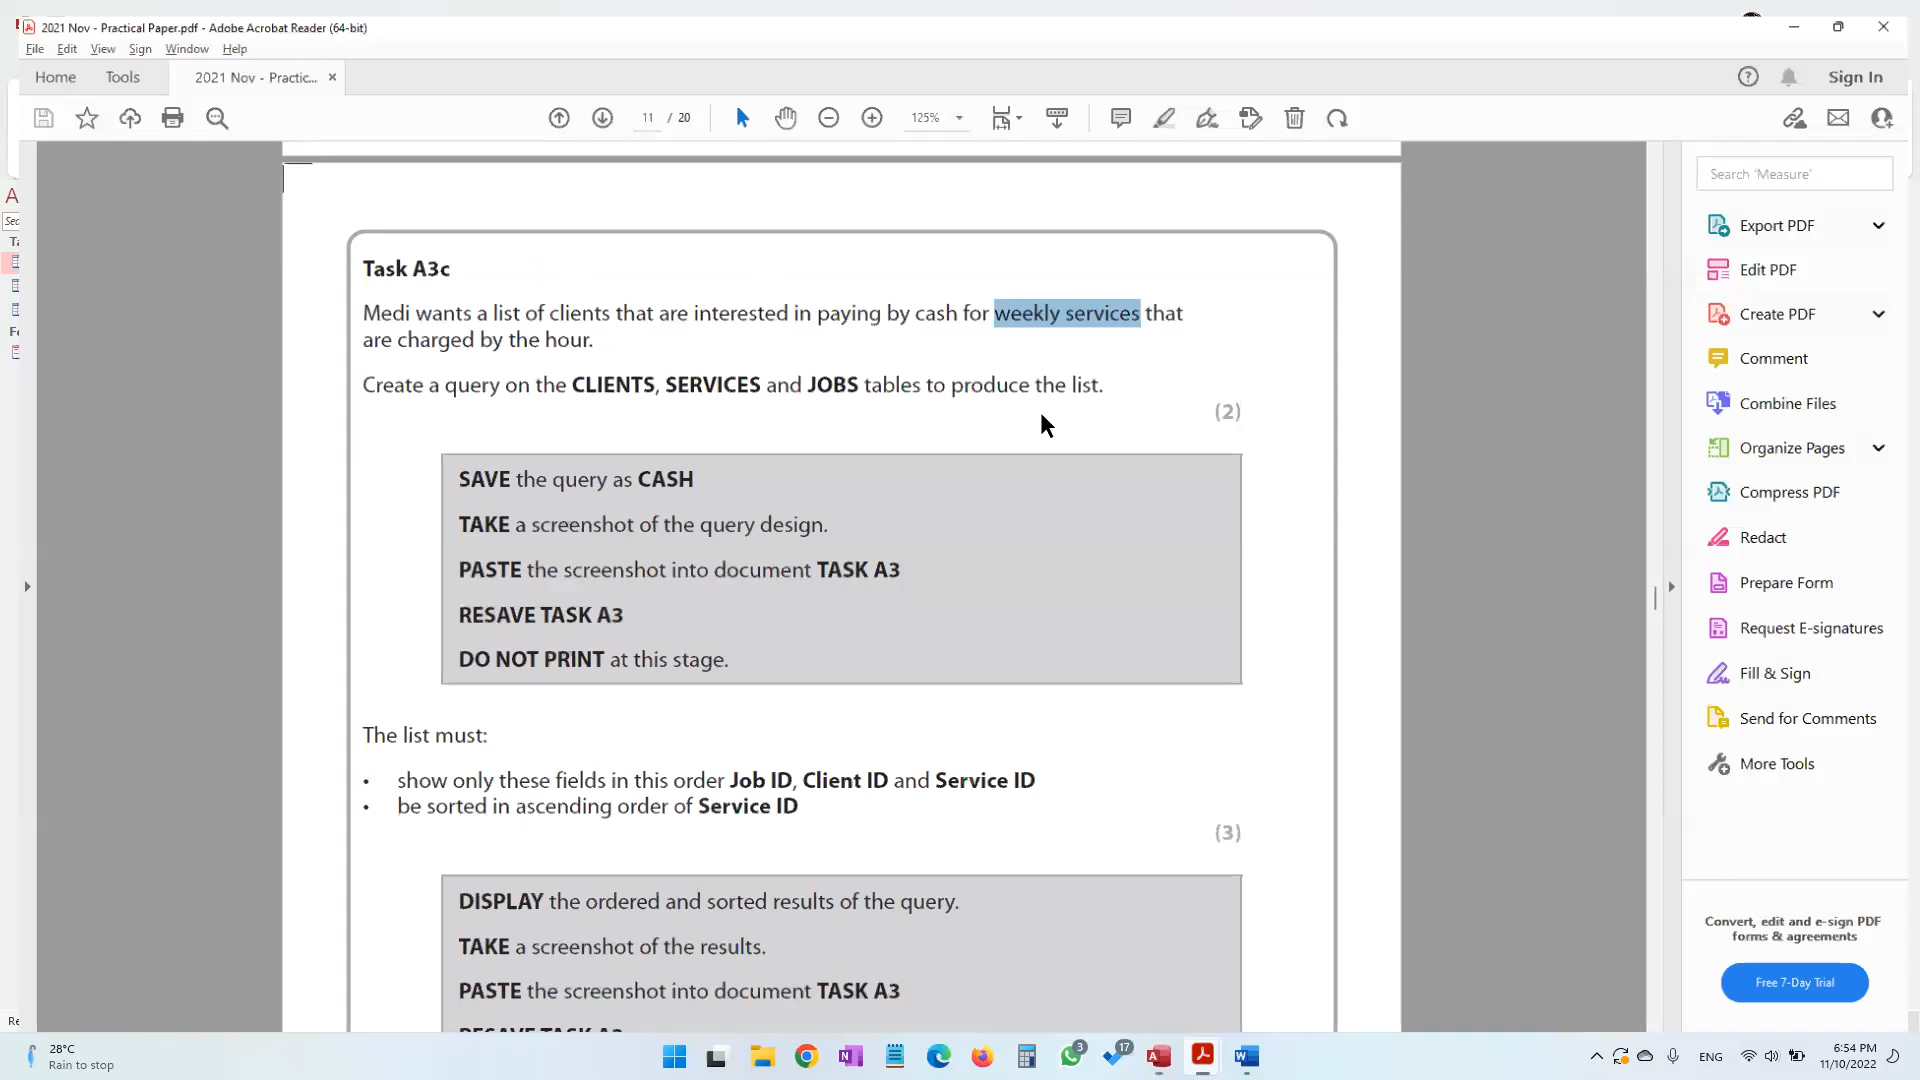 2021 Nov - Practical Paper.pdf - Adobe Acrobat Reader (64-bit)
File Edit View Sign Window Help
Home Tools 2021 Nov - Practic... × Sign In
11 / 20 125%
Search 'Measure'
Export PDF
Edit PDF
Create PDF
Comment
Combine Files
Organize Pages
Compress PDF
Redact
Prepare Form
Request E-signatures
Fill & Sign
Send for Comments
More Tools
Convert, edit and e-sign PDF
forms & agreements
Free 7-Day Trial
Task A3c
Medi wants a list of clients that are interested in paying by cash for weekly services that
are charged by the hour.
Create a query on the CLIENTS, SERVICES and JOBS tables to produce the list.
(2)
SAVE the query as CASH
TAKE a screenshot of the query design.
PASTE the screenshot into document TASK A3
RESAVE TASK A3
DO NOT PRINT at this stage.
The list must:
• show only these fields in this order Job ID, Client ID and Service ID
• be sorted in ascending order of Service ID
(3)
DISPLAY the ordered and sorted results of the query.
TAKE a screenshot of the results.
PASTE the screenshot into document TASK A3
RESAVE TASK A3
28°C
Rain to stop
3
17
ENG
6:54 PM
11/10/2022